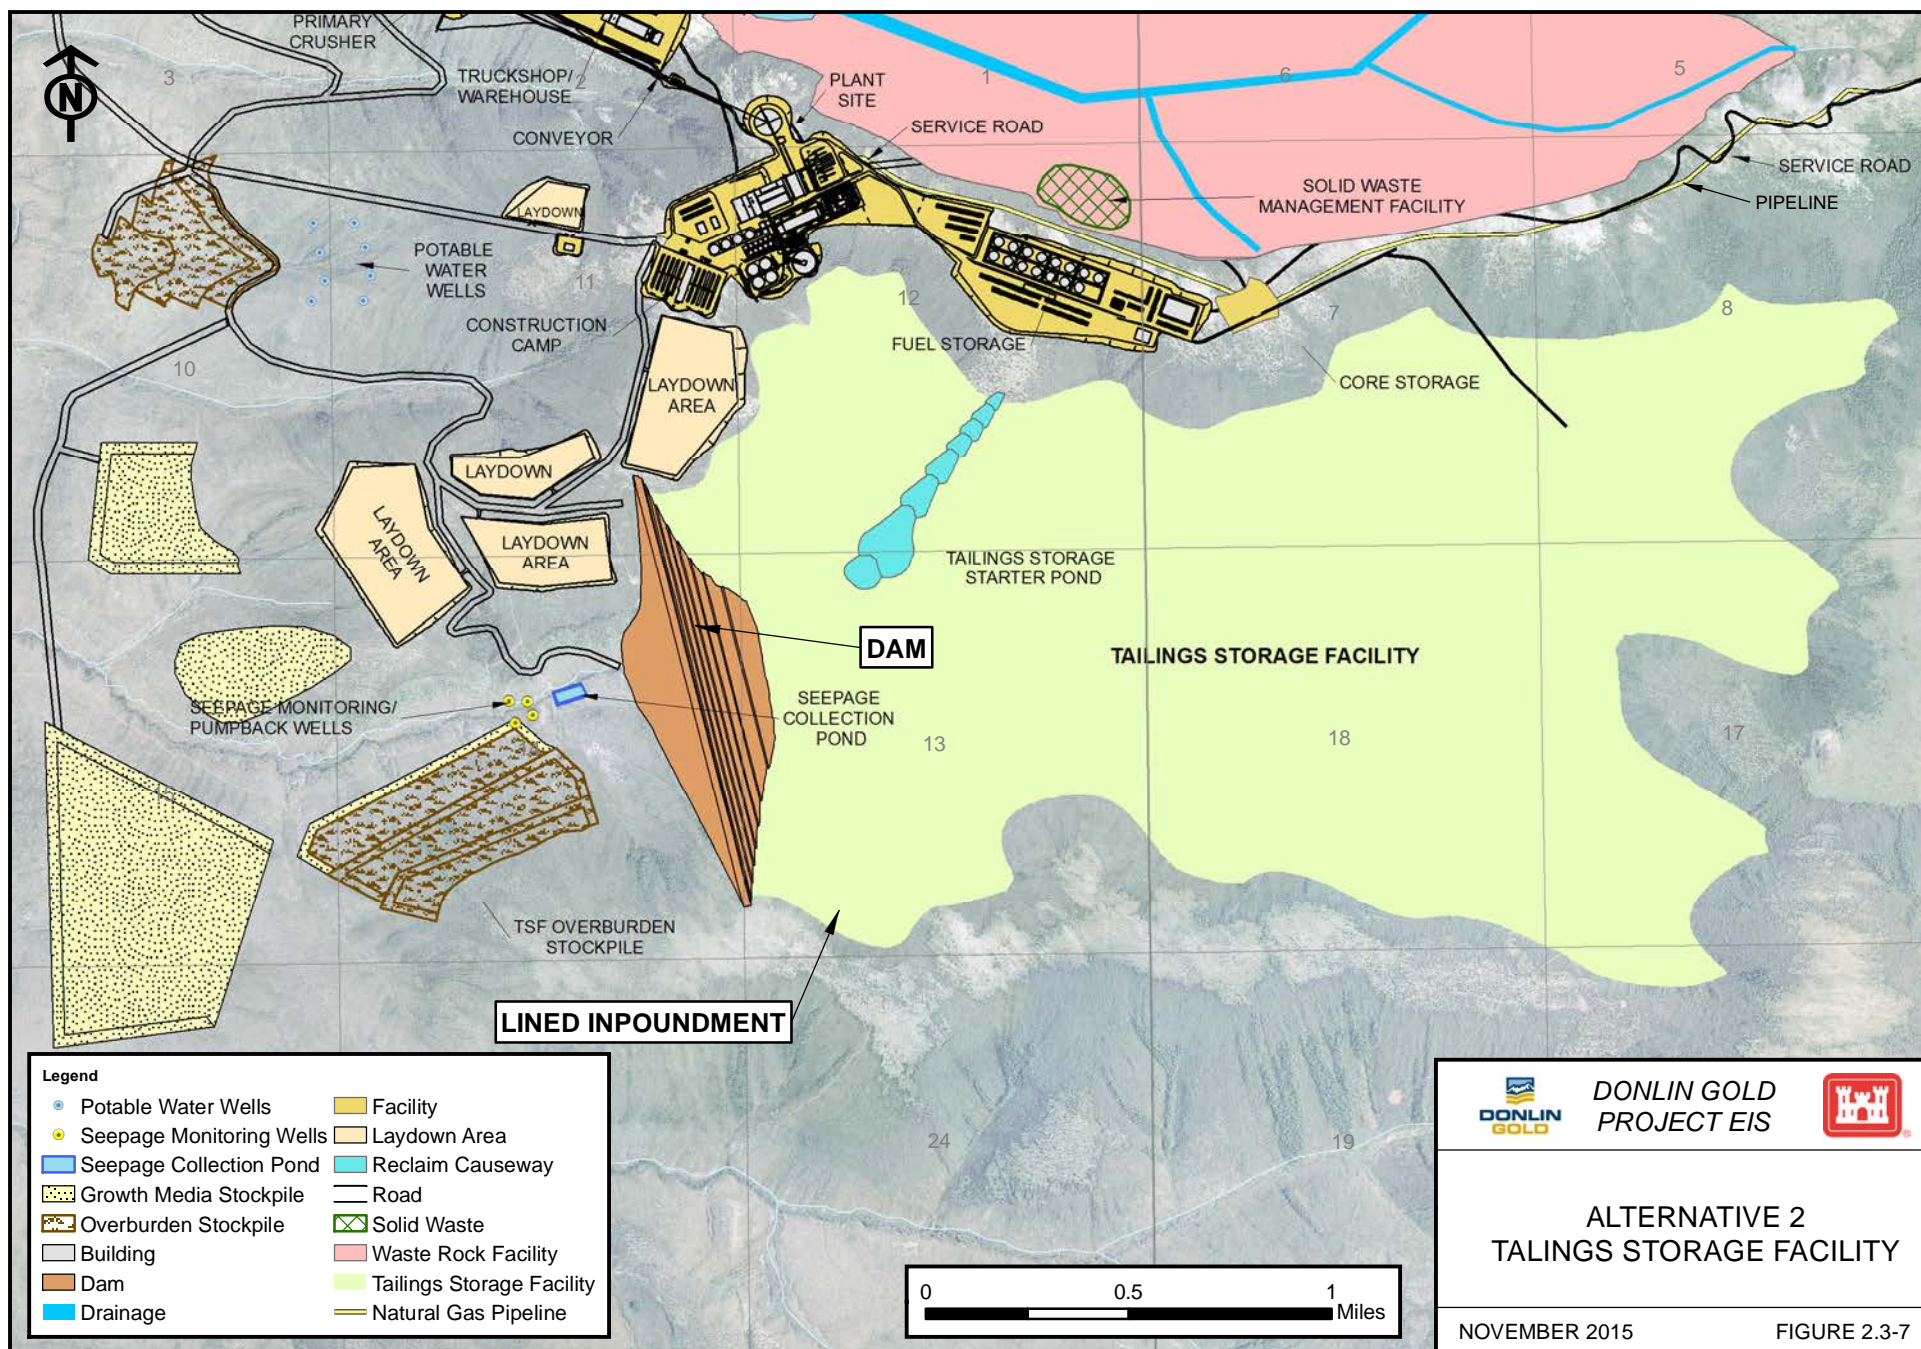 PRIMARY
CRUSHER
N
3
TRUCKSHOP/
WAREHOUSE
2
CONVEYOR
PLANT
SITE
SERVICE ROAD
1
6
5
SERVICE ROAD
PIPELINE
SOLID WASTE
MANAGEMENT FACILITY
LAYDOWN
POTABLE
WATER
WELLS
11
CONSTRUCTION
CAMP
12
FUEL STORAGE
7
8
CORE STORAGE
10
LAYDOWN
AREA
LAYDOWN
LAYDOWN
AREA
LAYDOWN
AREA
TAILINGS STORAGE
STARTER POND
DAM
TAILINGS STORAGE FACILITY
SEEPAGE MONITORING/
PUMPBACK WELLS
SEEPAGE
COLLECTION
POND
13
18
17
15
TSF OVERBURDEN
STOCKPILE
LINED INPOUNDMENT
24
19
Legend
Potable Water Wells
Seepage Monitoring Wells
Seepage Collection Pond
Growth Media Stockpile
Overburden Stockpile
Building
Dam
Drainage
Facility
Laydown Area
Reclaim Causeway
Road
Solid Waste
Waste Rock Facility
Tailings Storage Facility
Natural Gas Pipeline
0 0.5 1
Miles
DONLIN
GOLD
DONLIN GOLD
PROJECT EIS
®
ALTERNATIVE 2
TALINGS STORAGE FACILITY
NOVEMBER 2015 FIGURE 2.3-7